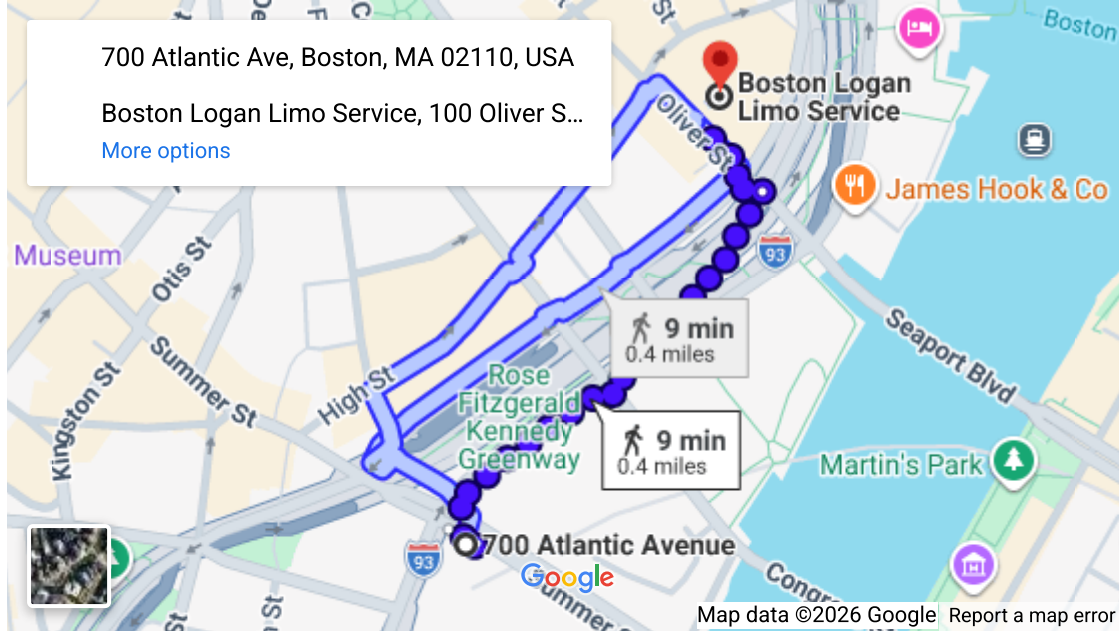 700 Atlantic Ave, Boston, MA 02110, USA
Boston Logan Limo Service, 100 Oliver S...
More options
St
Boston
Boston Logan
Limo Service
Oliver St
James Hook & Co
93
Museum
Otis St
9 min
0.4 miles
Seaport Blvd
Summer St
High St
Kingston St
Rose
Fitzgerald
Kennedy
Greenway
9 min
0.4 miles
Martin's Park
700 Atlantic Avenue
93
Google
Summer
St
St
Map data ©2026 Google
Report a map error